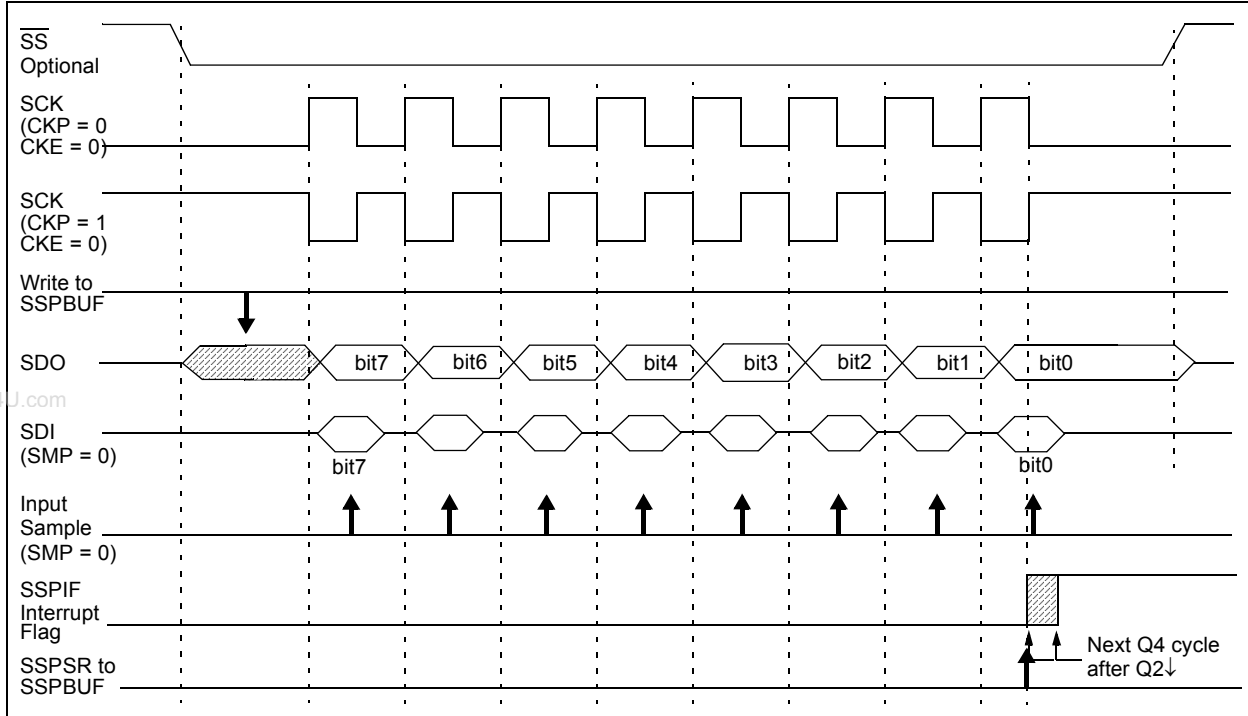 SS
Optional
SCK
(CKP = 0
CKE = 0)
SCK
(CKP = 1
CKE = 0)
Write to
SSPBUF
SDO
bit7 bit6 bit5 bit4 bit3 bit2 bit1 bit0
4U.com
SDI
(SMP = 0)
bit7 bit0
Input
Sample
(SMP = 0)
SSPIF
Interrupt
Flag
Next Q4 cycle
after Q2↓
SSPSR to
SSPBUF